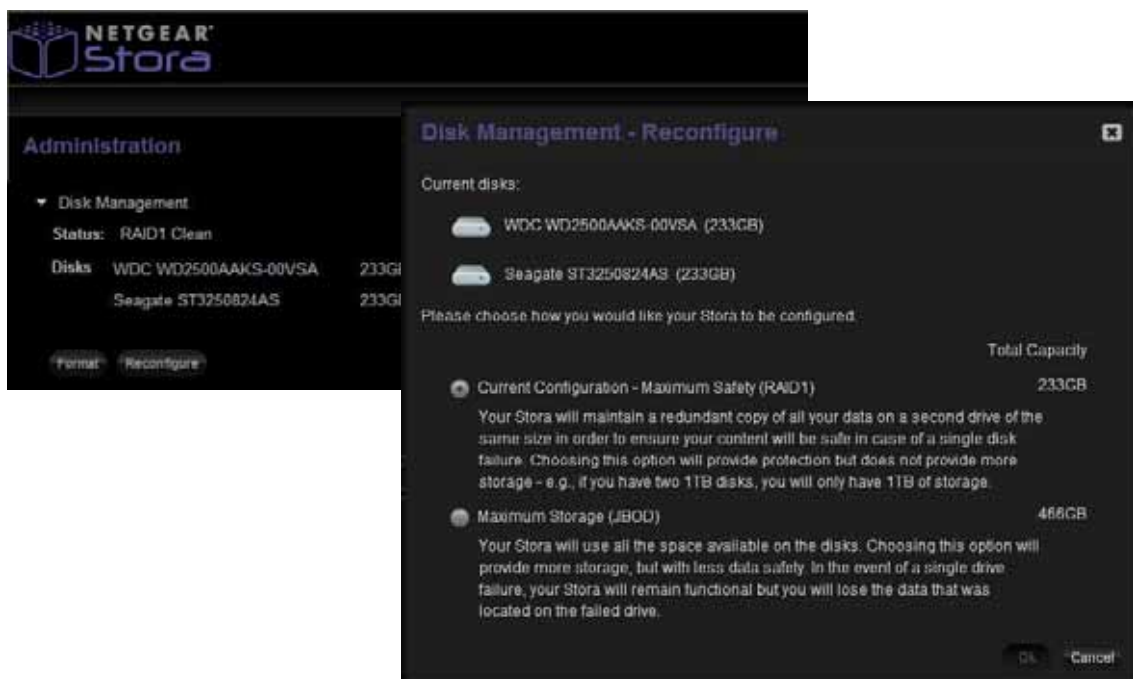 NETGEAR
Stora
Administration
Disk Management
Status: RAID1 Clean
Disks WDC WD2500AAKS-00VSA
Seagate ST3250824AS
Format Reconfigure
Disk Management - Reconfigure
Current disks:
WDC WD2500AAKS-00VSA (233GB)
Seagate ST3250824AS (233GB)
Please choose how you would like your Stora to be configured.
Total Capacity
Current Configuration - Maximum Safety (RAID1) 233GB
Your Stora will maintain a redundant copy of all your data on a second drive of the
same size in order to ensure your content will be safe in case of a single disk
failure. Choosing this option will provide protection but does not provide more
storage - e.g., if you have two 1TB disks, you will only have 1TB of storage.
Maximum Storage (JBOD) 466GB
Your Stora will use all the space available on the disks. Choosing this option will
provide more storage, but with less data safety. In the event of a single drive
failure, your Stora will remain functional but you will lose the data that was
located on the failed drive.
Ok Cancel